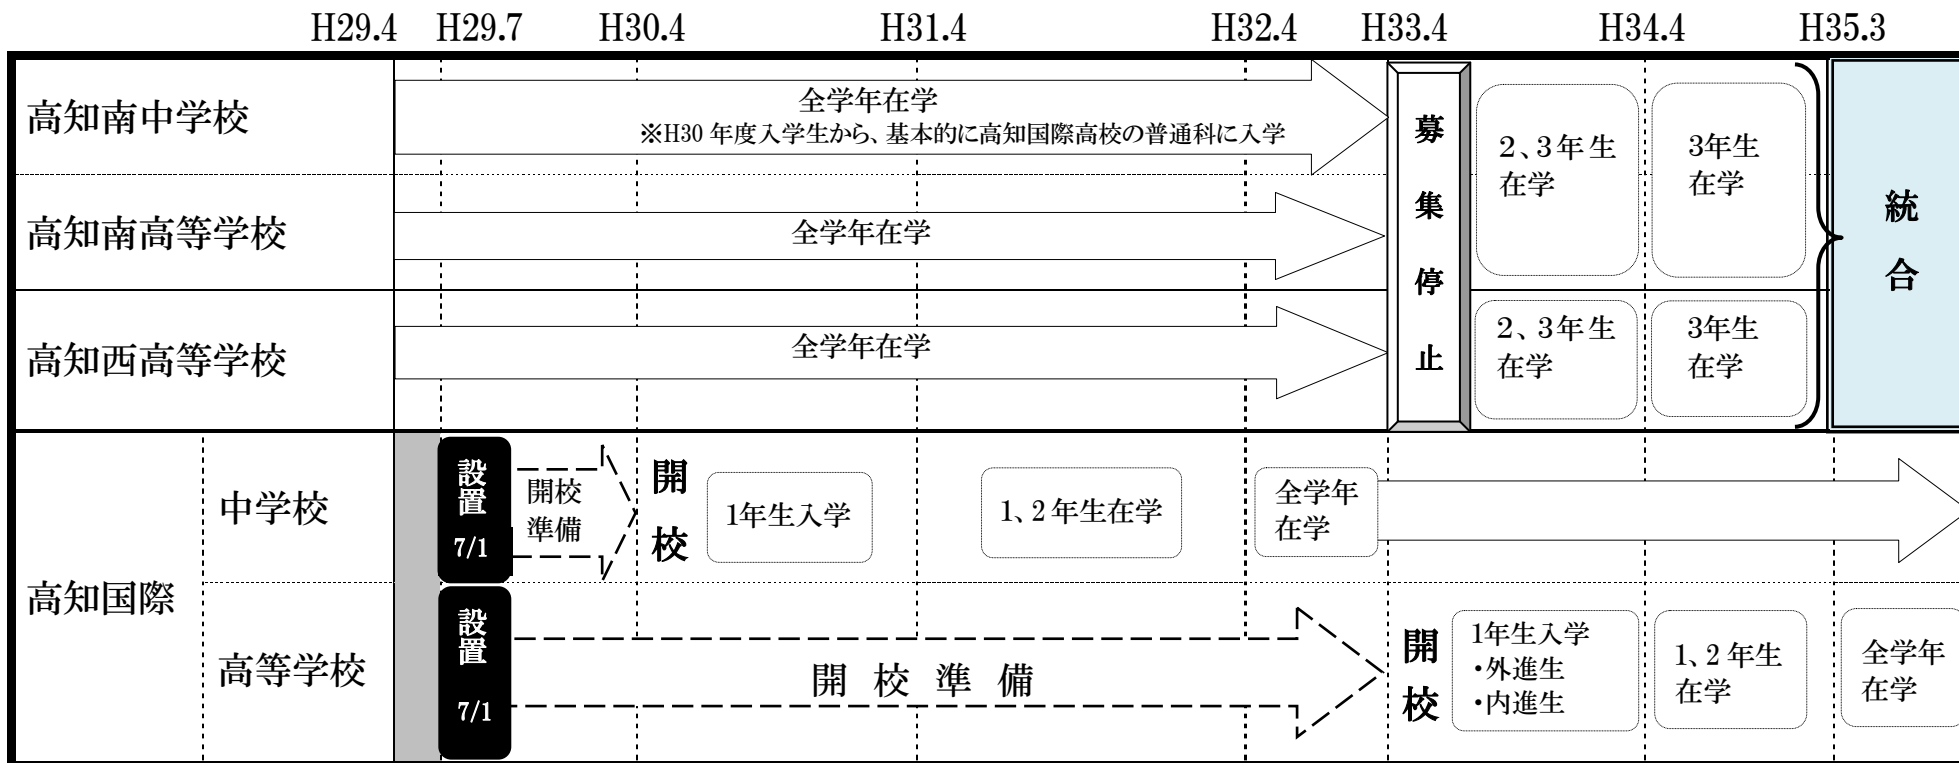 H29.4 H29.7 H30.4 H31.4 H32.4 H33.4 H34.4 H35.3
高知南中学校
全学年在学
※H30 年度入学生から、基本的に高知国際高校の普通科に入学
高知南高等学校
全学年在学
高知西高等学校
全学年在学
募集停止
2、3年生
在学
3年生
在学
2、3年生
在学
3年生
在学
統合
高知国際
中学校
設置
7/1
開校
準備
開校
1年生入学
1、2 年生在学
全学年
在学
高等学校
設置
7/1
開校準備
開校
1年生入学
・外進生
・内進生
1、2 年生
在学
全学年
在学